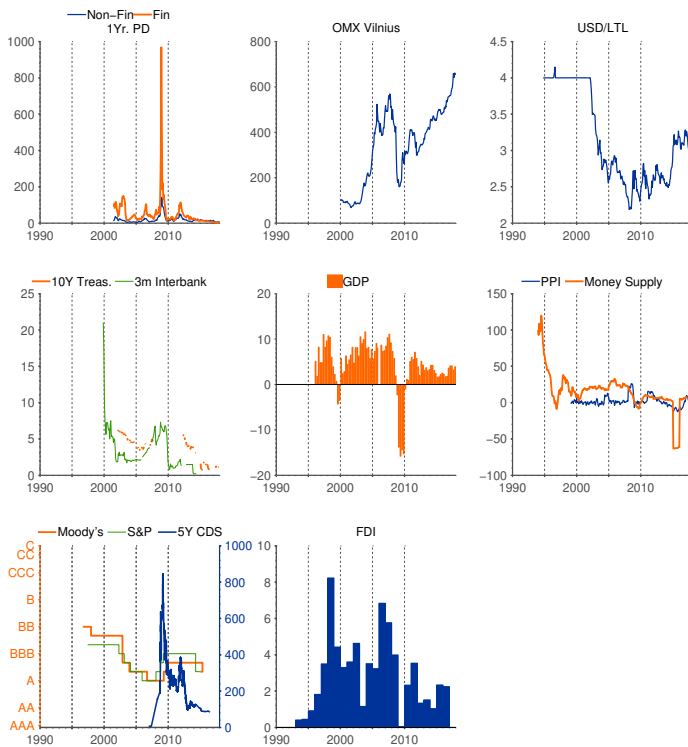 Non−Fin Fin
1Yr. PD
1000
800
600
400
200
0
1990 2000 2010
OMX Vilnius
800
600
400
200
0
1990 2000 2010
USD/LTL
4.5
4
3.5
3
2.5
2
1990 2000 2010
10Y Treas. 3m Interbank
25
20
15
10
5
0
1990 2000 2010
GDP
20
10
0
−10
−20
1990 2000 2010
PPI Money Supply
150
100
50
0
−50
−100
1990 2000 2010
Moody's S&P 5Y CDS
C
CC
CCC
B
BB
BBB
A
AA
AAA
1000
800
600
400
200
0
1990 2000 2010
FDI
10
8
6
4
2
0
1990 2000 2010